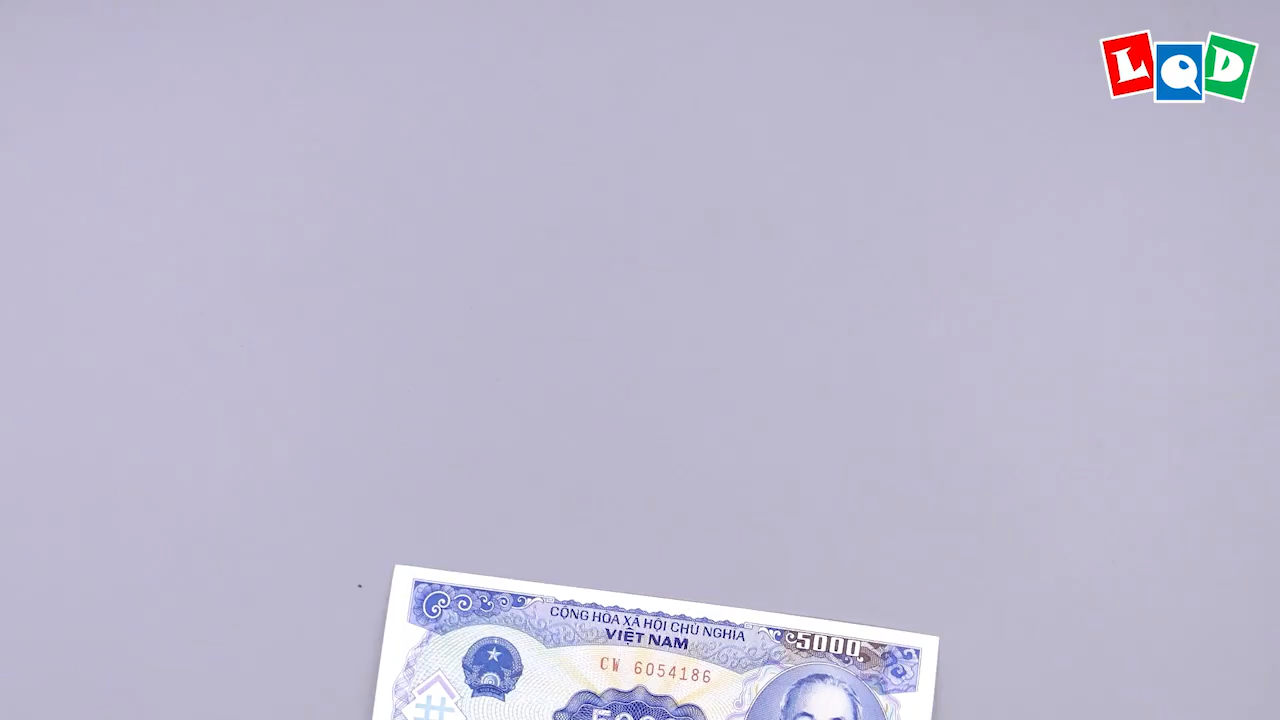 LQD
CỘNG HÒA XÃ HỘI CHỦ NGHĨA
VIỆT NAM
5000
CW 6054186